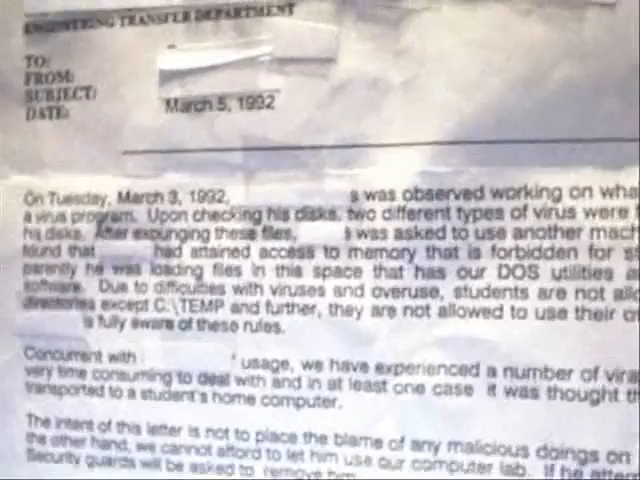 ENGINEERING TRANSFER DEPARTMENT
TO:
FROM:
SUBJECT:
DATE:
March 5, 1992
On Tuesday, March 3, 1992, s was observed working on wha
a virus program. Upon checking his disks, two different types of virus were
his disks. After expunging these files, s was asked to use another mach
found that had attained access to memory that is forbidden for st
parently he was loading files in this space that has our DOS utilities a
software. Due to difficulties with viruses and overuse, students are not allo
directories except C:\TEMP and further, they are not allowed to use their o
is fully aware of these rules.
Concurrent with ' usage, we have experienced a number of vira
very time consuming to deal with and in at least one case it was thought th
transported to a student's home computer.
The intent of this letter is not to place the blame of any malicious doings on
the other hand, we cannot afford to let him use our computer lab. If he attem
Security guards will be asked to remove him